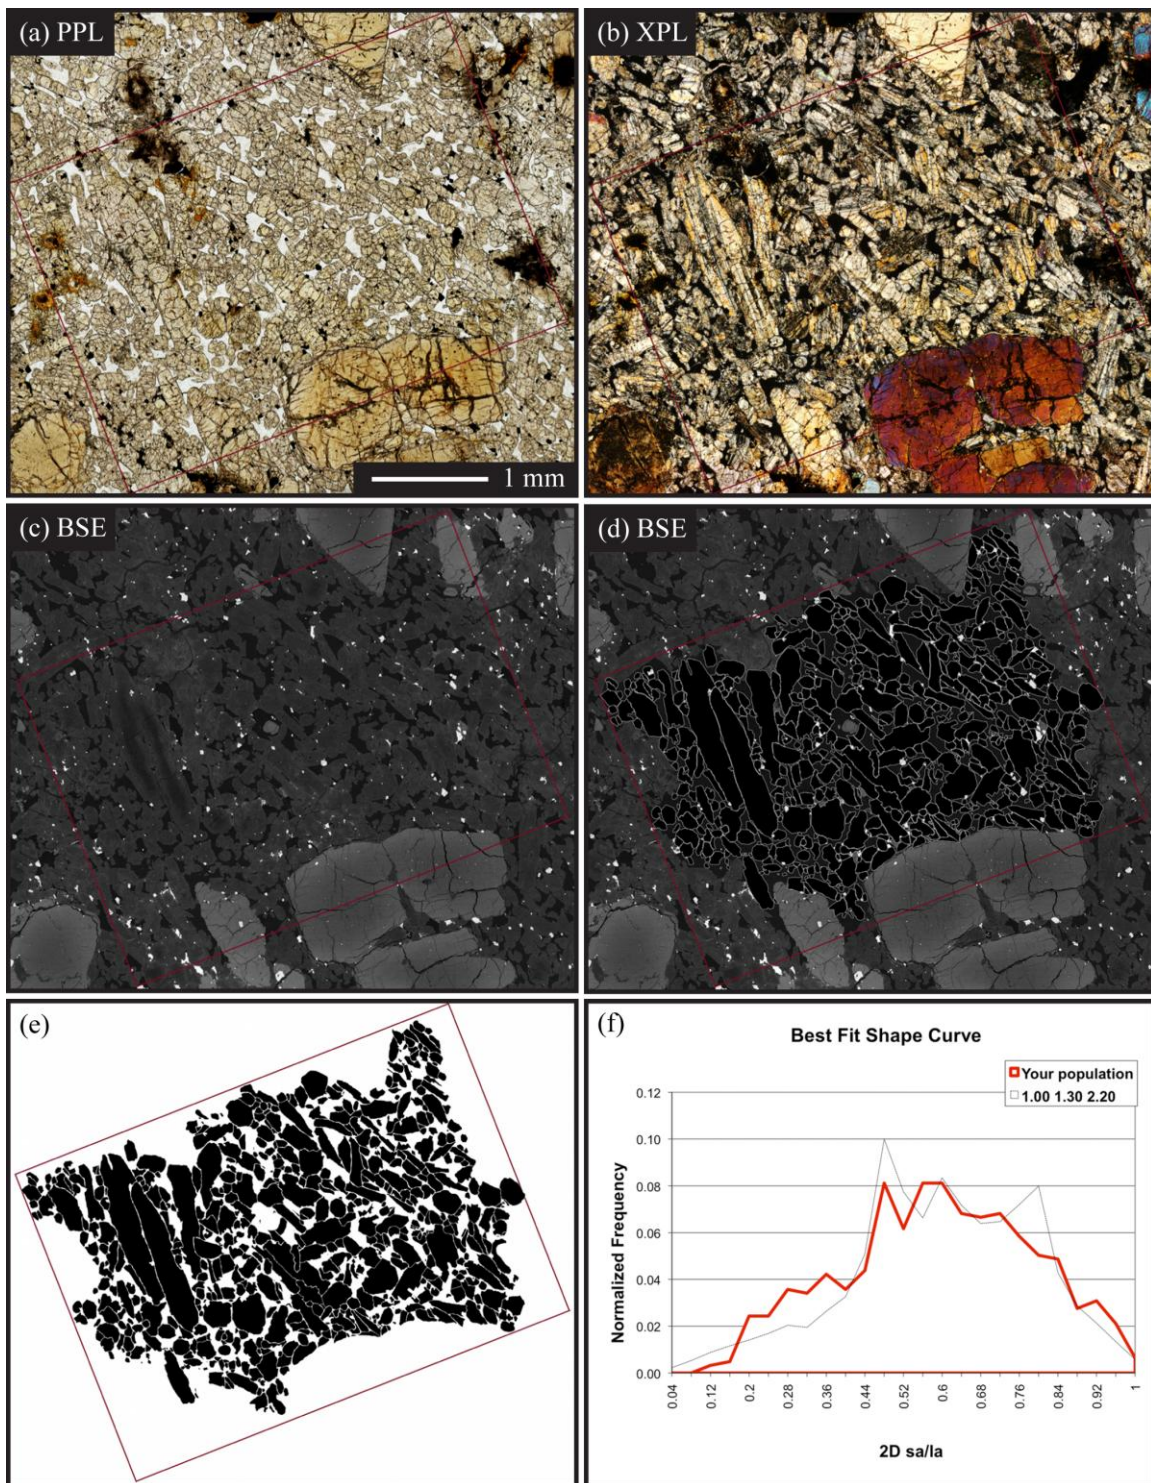 (a) PPL
(b) XPL
1 mm
(c) BSE
(d) BSE
(e)
(f)
Best Fit Shape Curve
Your population
1.00 1.30 2.20
Normalized Frequency
0.12
0.10
0.08
0.06
0.04
0.02
0.00
0.04 0.12 0.2 0.28 0.36 0.44 0.52 0.6 0.68 0.76 0.84 0.92 1
2D sa/la